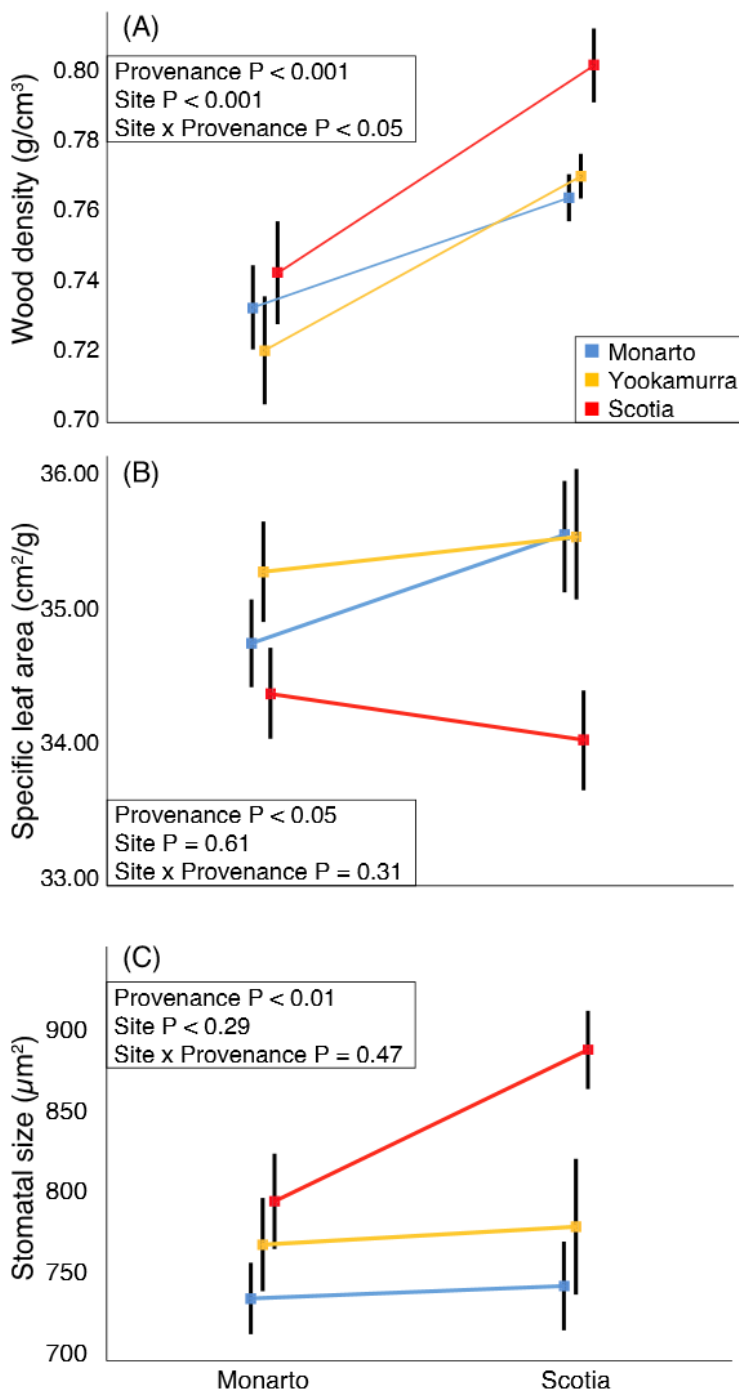 (A)
Provenance P < 0.001
Site P < 0.001
Site x Provenance P < 0.05
Wood density (g/cm³)
0.80
0.78
0.76
0.74
0.72
0.70
Monarto
Yookamurra
Scotia
(B)
Specific leaf area (cm²/g)
36.00
35.00
34.00
33.00
Provenance P < 0.05
Site P = 0.61
Site x Provenance P = 0.31
(C)
Provenance P < 0.01
Site P < 0.29
Site x Provenance P = 0.47
Stomatal size (µm²)
900
850
800
750
700
Monarto
Scotia